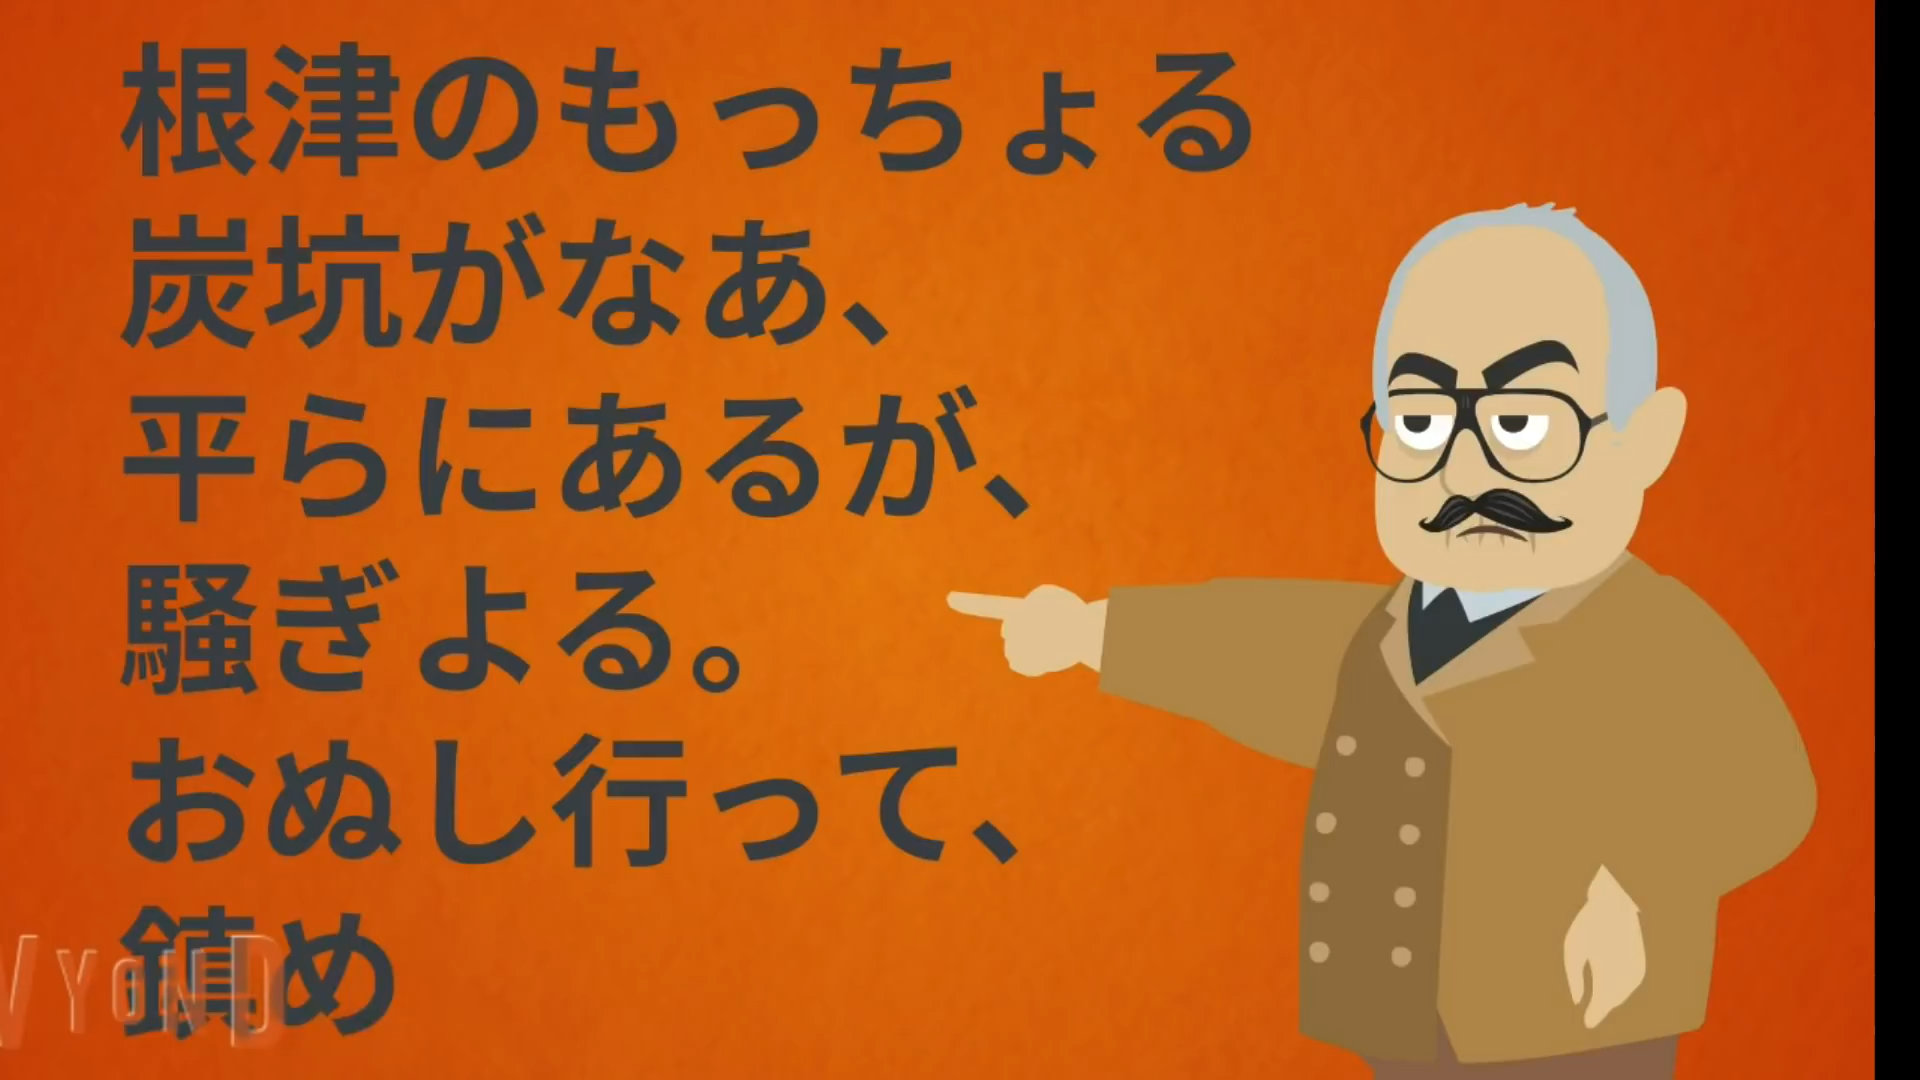 根津のもっちょる
炭坑がなあ、
平らにあるが、
騒ぎよる。
おぬし行って、
鎮め
VYOND